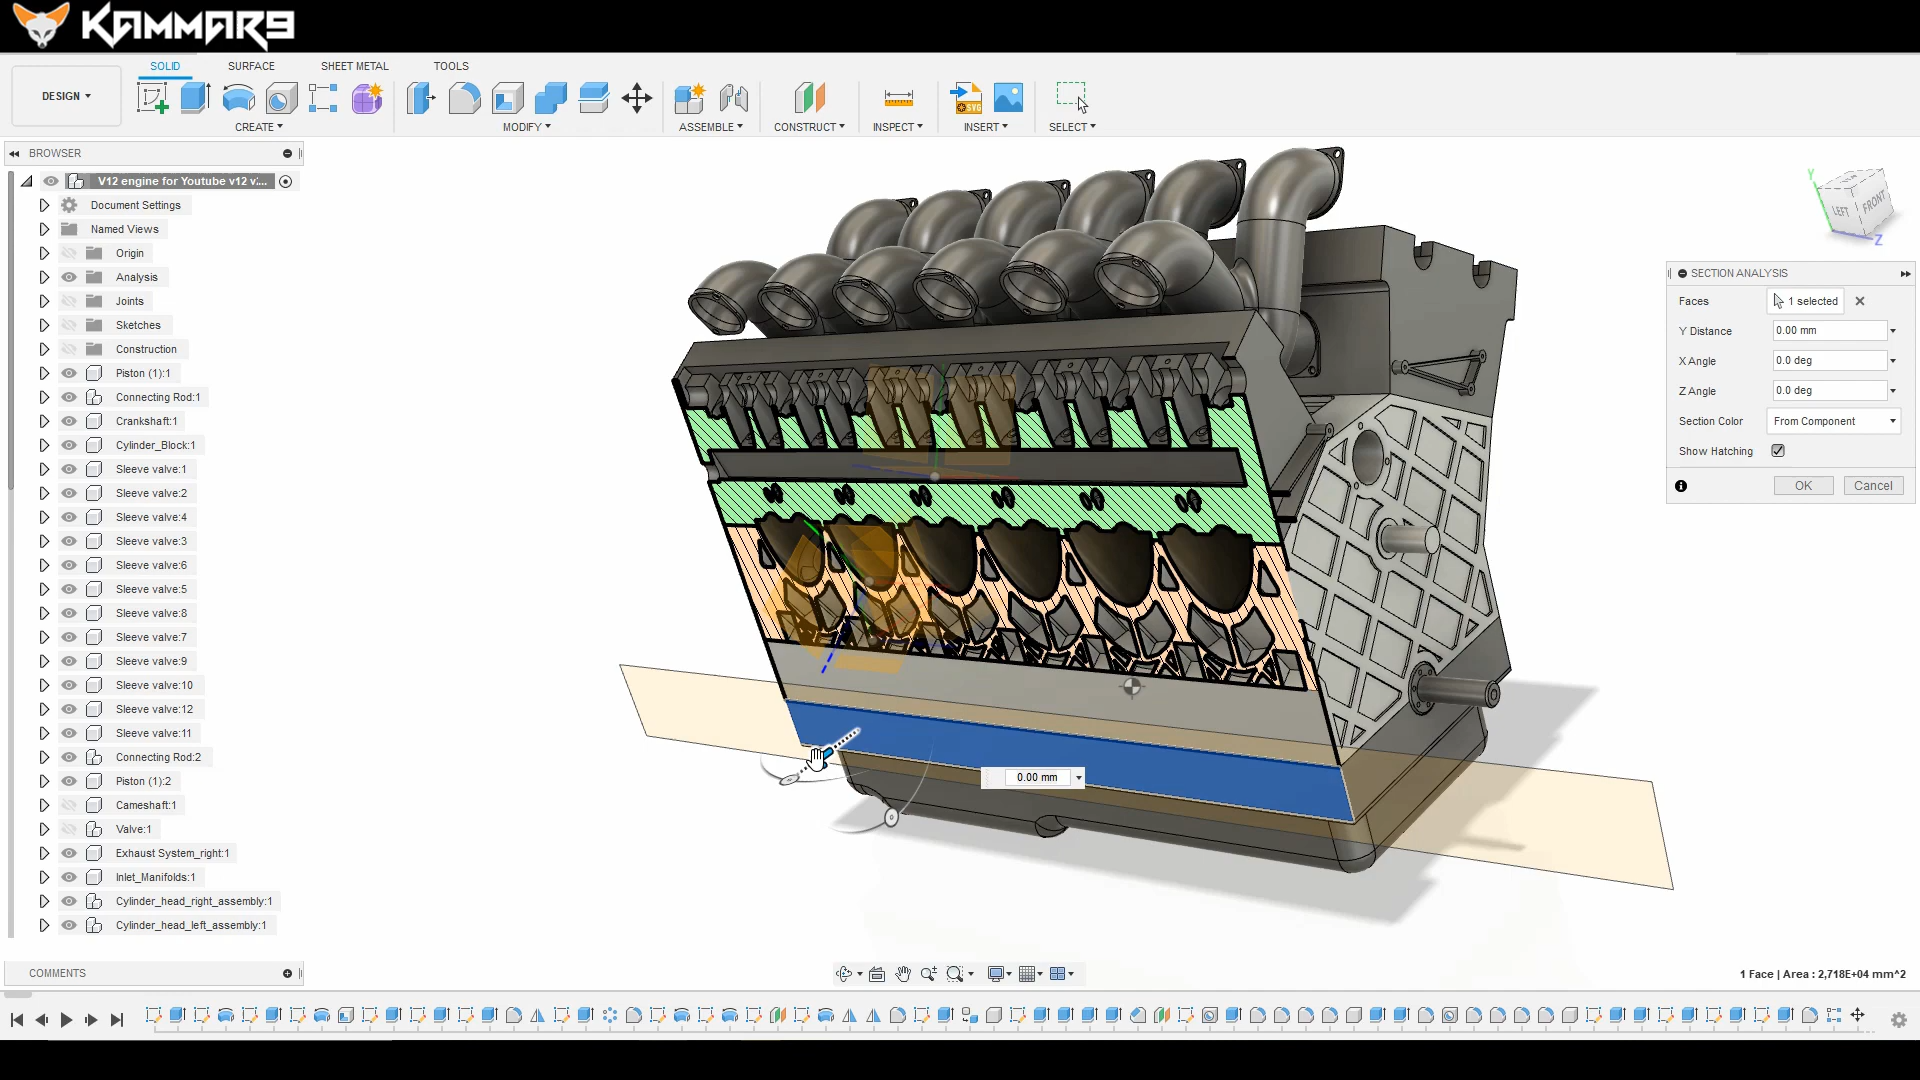 KAMMAR9
SOLID SURFACE SHEET METAL TOOLS
DESIGN
CREATE MODIFY ASSEMBLE CONSTRUCT INSPECT INSERT SELECT
SVG
BROWSER
V12 engine for Youtube v12 v:...
Document Settings
Named Views
Origin
Analysis
Joints
Sketches
Construction
Piston (1):1
Connecting Rod:1
Crankshaft:1
Cylinder_Block:1
Sleeve valve:1
Sleeve valve:2
Sleeve valve:4
Sleeve valve:3
Sleeve valve:6
Sleeve valve:5
Sleeve valve:8
Sleeve valve:7
Sleeve valve:9
Sleeve valve:10
Sleeve valve:12
Sleeve valve:11
Connecting Rod:2
Piston (1):2
Cameshaft:1
Valve:1
Exhaust System_right:1
Inlet_Manifolds:1
Cylinder_head_right_assembly:1
Cylinder_head_left_assembly:1
COMMENTS
Y
LEFT FRONT
Z
SECTION ANALYSIS
Faces 1 selected
Y Distance 0.00 mm
X Angle 0.0 deg
Z Angle 0.0 deg
Section Color From Component
Show Hatching
OK Cancel
0.00 mm
1 Face | Area : 2,718E+04 mm^2